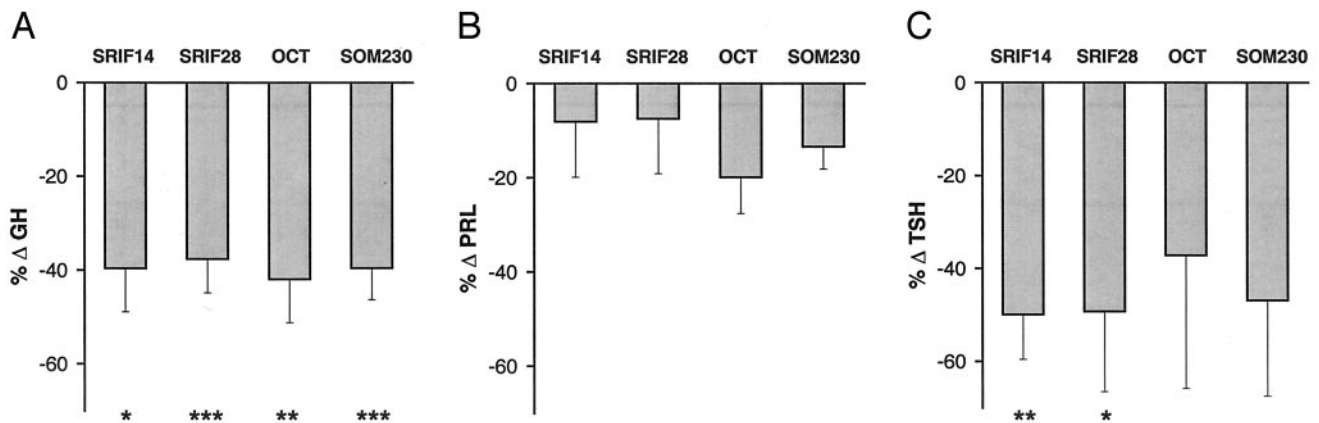 A
SRIF14 SRIF28 OCT SOM230
0
-20
-40
-60
% Δ GH
* *** ** ***
B
SRIF14 SRIF28 OCT SOM230
0
-20
-40
-60
% Δ PRL
C
SRIF14 SRIF28 OCT SOM230
0
-20
-40
-60
% Δ TSH
** *